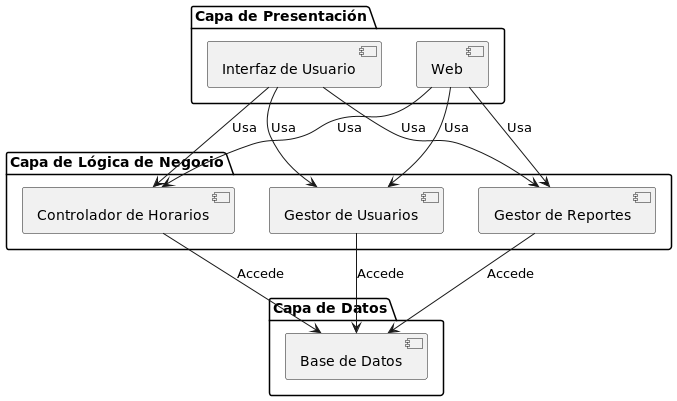 Capa de Presentación
Interfaz de Usuario
Web
Usa
Usa
Usa
Usa
Usa
Usa
Capa de Lógica de Negocio
Controlador de Horarios
Gestor de Usuarios
Gestor de Reportes
Accede
Accede
Accede
Capa de Datos
Base de Datos